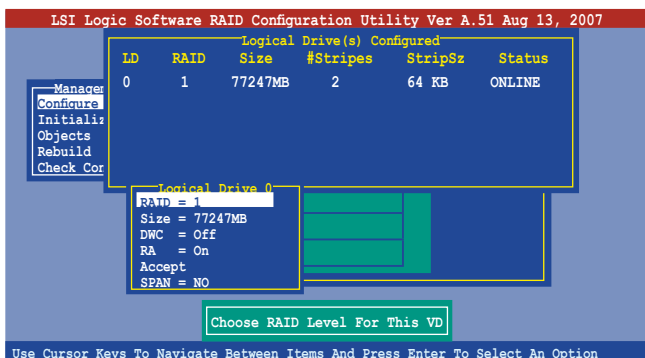 LSI Logic Software RAID Configuration Utility Ver A.51 Aug 13, 2007
Logical Drive(s) Configured
LD RAID Size #Stripes StripSz Status
0 1 77247MB 2 64 KB ONLINE
Managem
Configure
Initializ
Objects
Rebuild
Check Con
Logical Drive 0
RAID = 1
Size = 77247MB
DWC = Off
RA = On
Accept
SPAN = NO
Choose RAID Level For This VD
Use Cursor Keys To Navigate Between Items And Press Enter To Select An Option